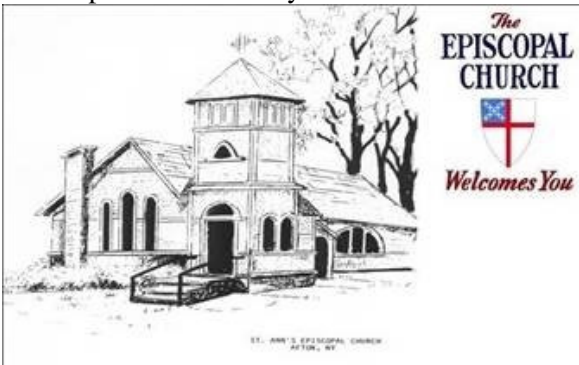 The
EPISCOPAL
CHURCH
Welcomes You
ST. ANN'S EPISCOPAL CHURCH
AFTON, NY